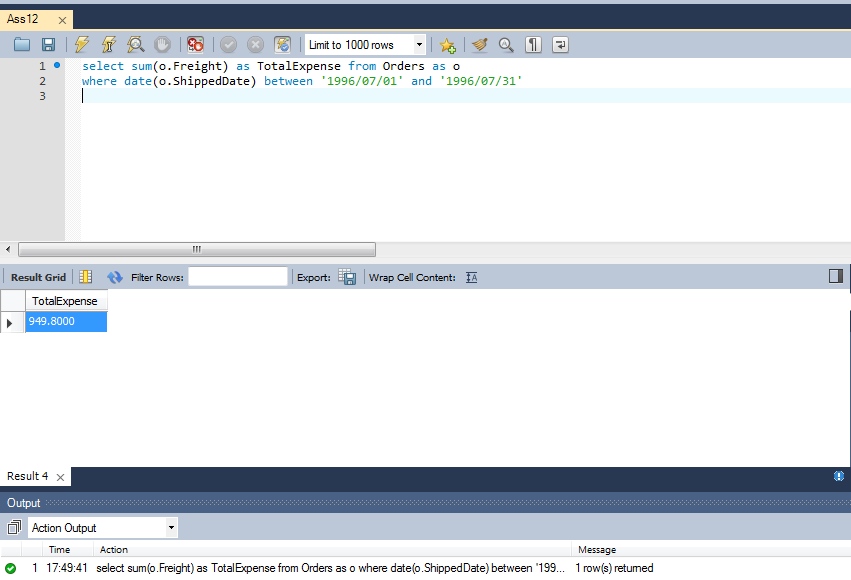 Ass12
Limit to 1000 rows
1 select sum(o.Freight) as TotalExpense from Orders as o
2 where date(o.ShippedDate) between '1996/07/01' and '1996/07/31'
3
Result Grid Filter Rows: Export: Wrap Cell Content:
TotalExpense
949.8000
Result 4
Output
Action Output
Time Action Message
1 17:49:41 select sum(o.Freight) as TotalExpense from Orders as o where date(o.ShippedDate) between '199... 1 row(s) returned